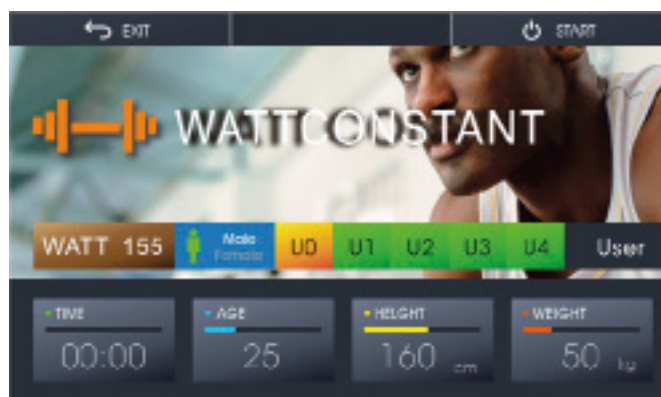 EXIT START
WATTCONSTANT
WATT 155 Male U0 U1 U2 U3 U4 User
Female
TIME AGE HELGHT WEIGHT
00:00 25 160 cm 50 kg